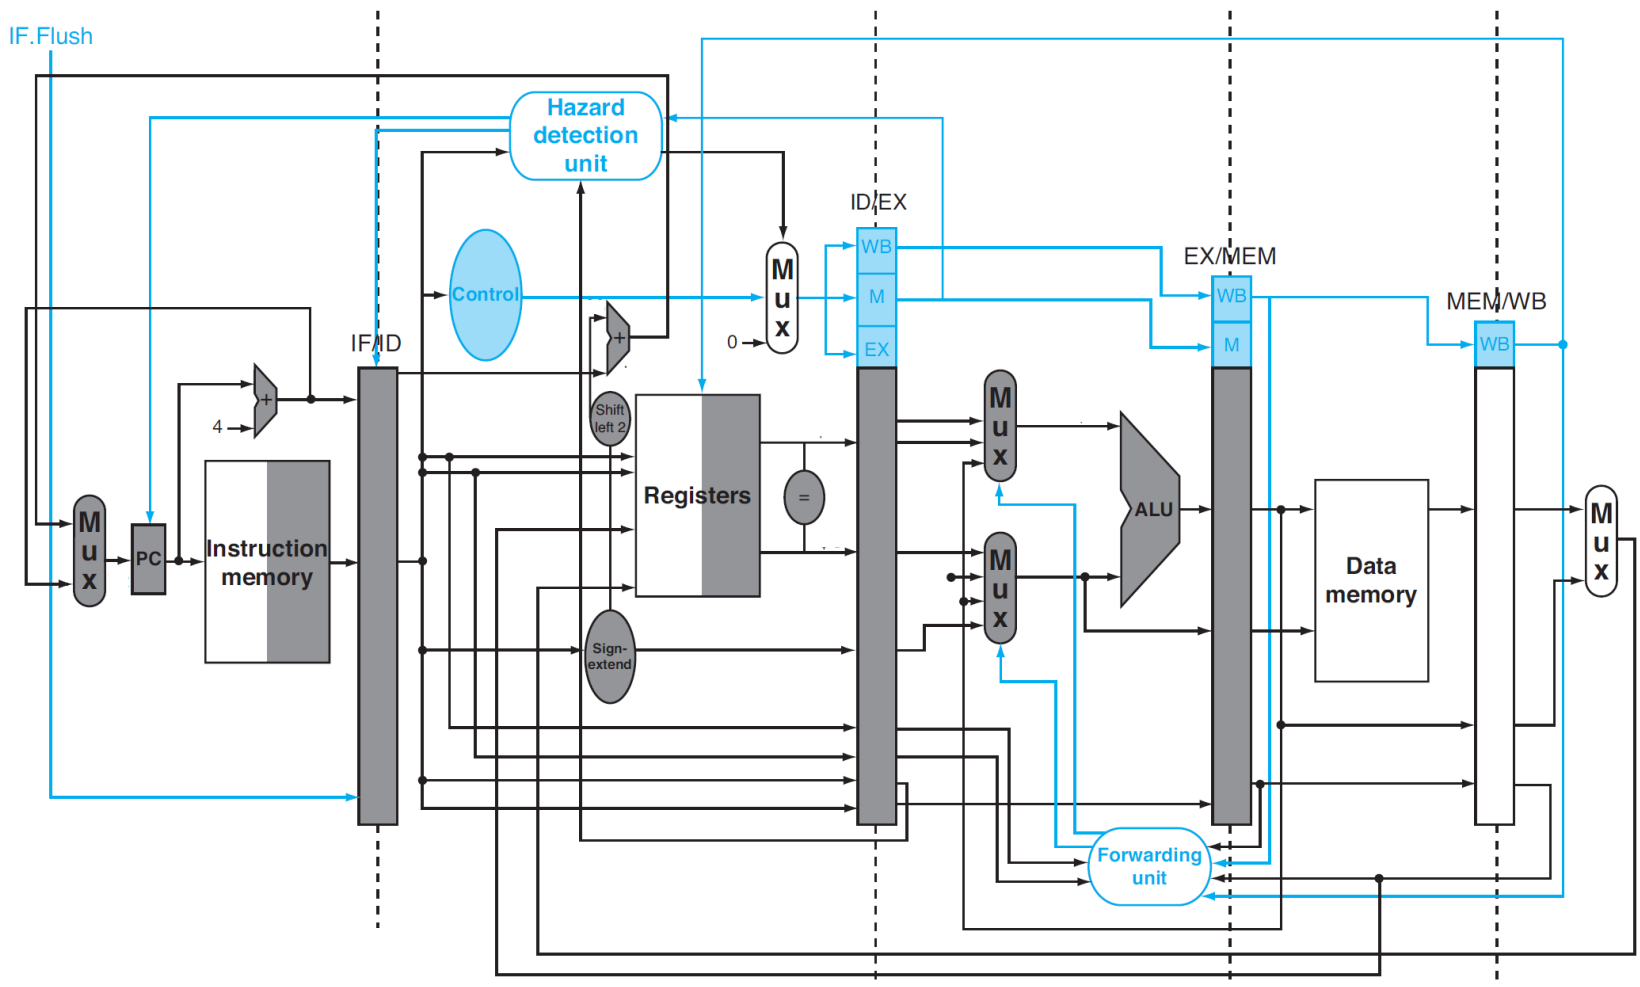 IF.Flush
Hazard
detection
unit
ID/EX
WB
M
EX
EX/MEM
WB
M
MEM/WB
WB
Control
M
u
x
0
IF/ID
+
+
4
Shift
left 2
M
u
x
PC
Instruction
memory
Registers
=
Sign-
extend
M
u
x
M
u
x
ALU
Data
memory
M
u
x
Forwarding
unit